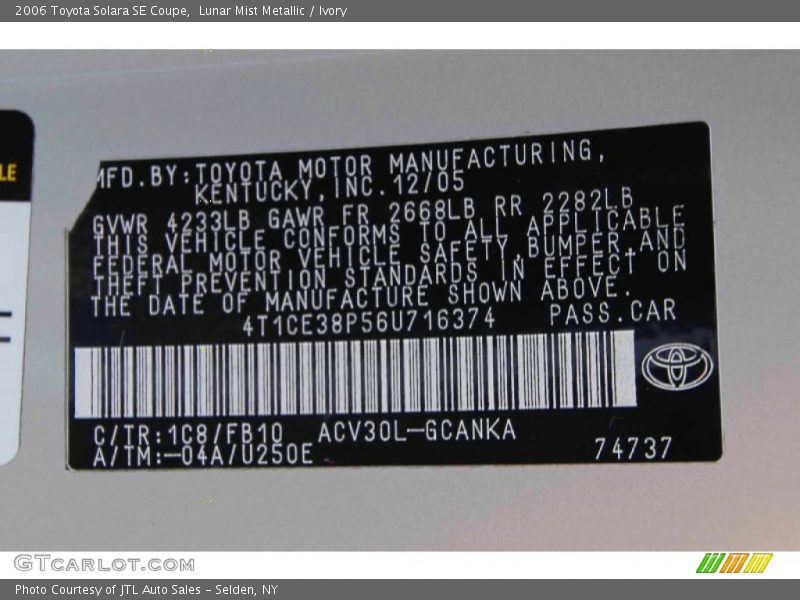 2006 Toyota Solara SE Coupe,  Lunar Mist Metallic / Ivory
LE
MFD.BY:TOYOTA MOTOR MANUFACTURING,
KENTUCKY,INC.12/05
GVWR 4233LB GAWR FR 2668LB RR 2282LB
THIS VEHICLE CONFORMS TO ALL APPLICABLE
FEDERAL MOTOR VEHICLE SAFETY,BUMPER,AND
THEFT PREVENTION STANDARDS IN EFFECT ON
THE DATE OF MANUFACTURE SHOWN ABOVE.
4T1CE38P56U716374 PASS.CAR
C/TR:1C8/FB10 ACV30L-GCANKA
A/TM:-04A/U250E 74737
GTCARLOT.COM
Photo Courtesy of JTL Auto Sales - Selden, NY